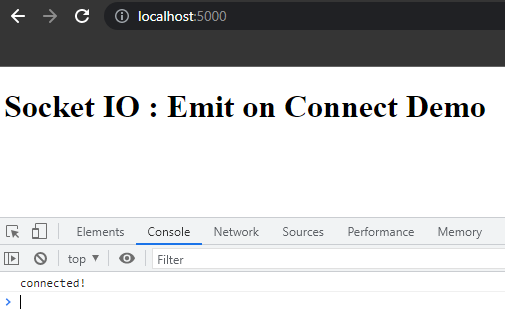 localhost:5000
Socket IO : Emit on Connect Demo
Elements Console Network Sources Performance Memory
top ▼ Filter
connected!
>